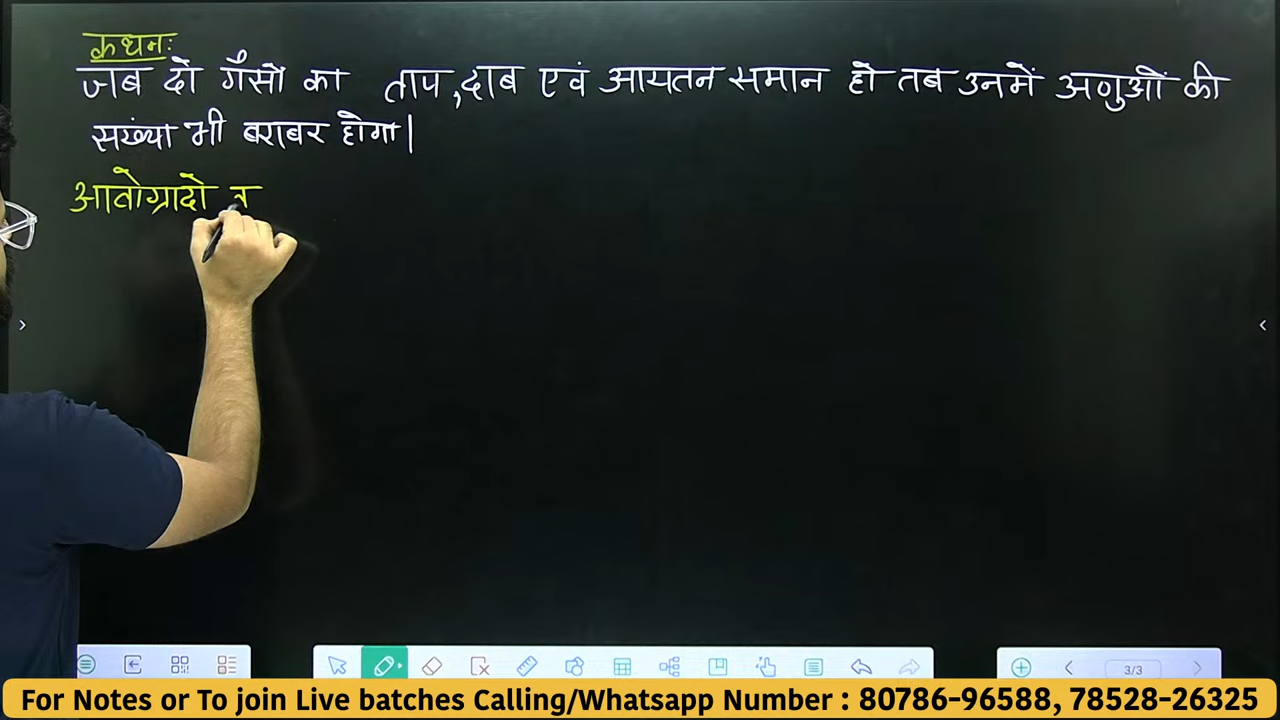 कथनः
जब दो गैसों का ताप,दाब एवं आयतन समान हो तब उनमें अणुओं की
सख्ंया भी बराबर होगा|
आवोग्रादो
3/3
For Notes or To join Live batches Calling/Whatsapp Number : 80786-96588, 78528-26325